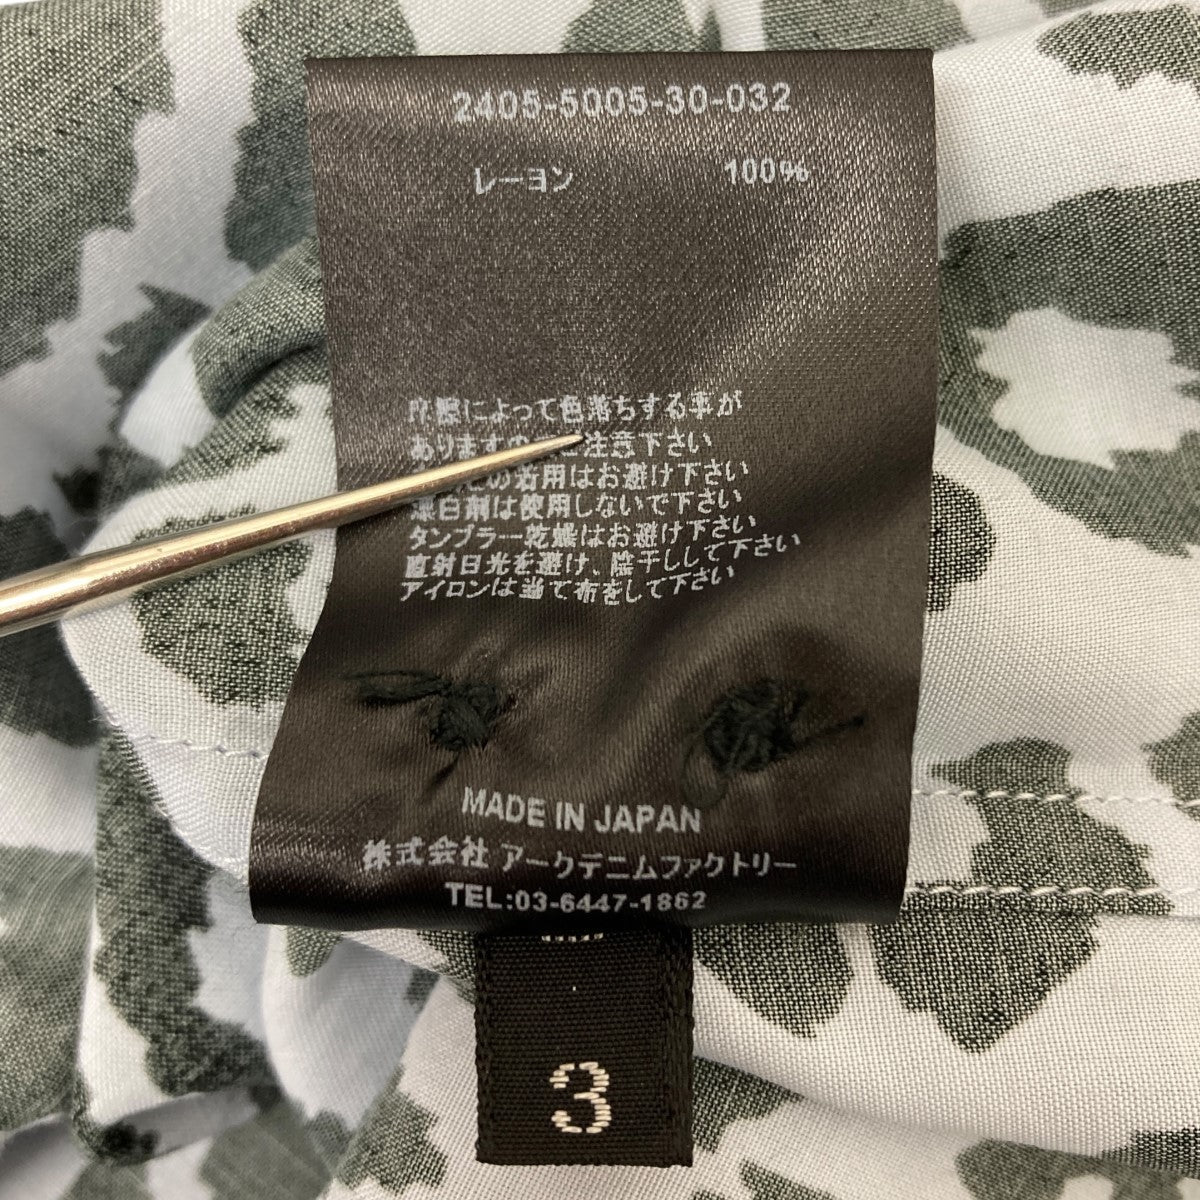 2405-5005-30-032
レーヨン 100%
によって色落ちする事が
あります 注意下さい
の着用はお避け下さい
漂白剤は使用しないで下さい
タンブラー乾燥はお避け下さい
直射日光を避け、陰干しして下さい
アイロンは当て布をして下さい
MADE IN JAPAN
株式会社 アークデニムファクトリー
TEL:03-6447-1862
3